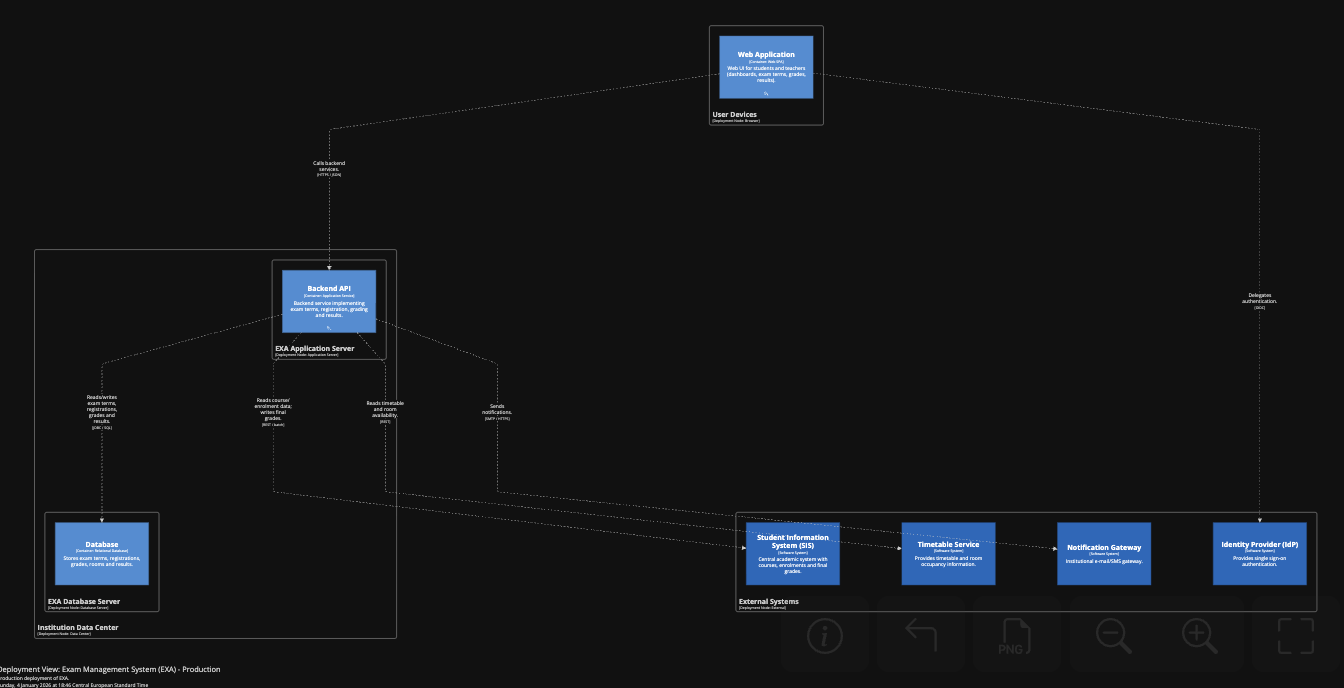 Web Application
[Container: Web SPA]
Web UI for students and teachers
(dashboards, exam terms, grades,
results).
User Devices
[Deployment Node: Browser]
Calls backend
services.
[HTTPS / JSON]
Delegates
authentication.
[OIDC]
Backend API
[Container: Application Service]
Backend service implementing
exam terms, registration, grading
and results.
EXA Application Server
[Deployment Node: Application Server]
Reads/writes
exam terms,
registrations,
grades and
results.
[JDBC / SQL]
Reads course/
enrolment data;
writes final
grades.
[REST / batch]
Reads timetable
and room
availability.
[REST]
Sends
notifications.
[SMTP / HTTPS]
Database
[Container: Relational Database]
Stores exam terms, registrations,
grades, rooms and results.
EXA Database Server
[Deployment Node: Database Server]
Institution Data Center
[Deployment Node: Data Center]
Student Information
System (SIS)
[Software System]
Central academic system with
courses, enrolments and final
grades.
Timetable Service
[Software System]
Provides timetable and room
occupancy information.
Notification Gateway
[Software System]
Institutional e-mail/SMS gateway.
Identity Provider (IdP)
[Software System]
Provides single sign-on
authentication.
External Systems
[Deployment Node: External]
PNG
Deployment View: Exam Management System (EXA) - Production
roduction deployment of EXA.
unday, 4 January 2026 at 18:46 Central European Standard Time